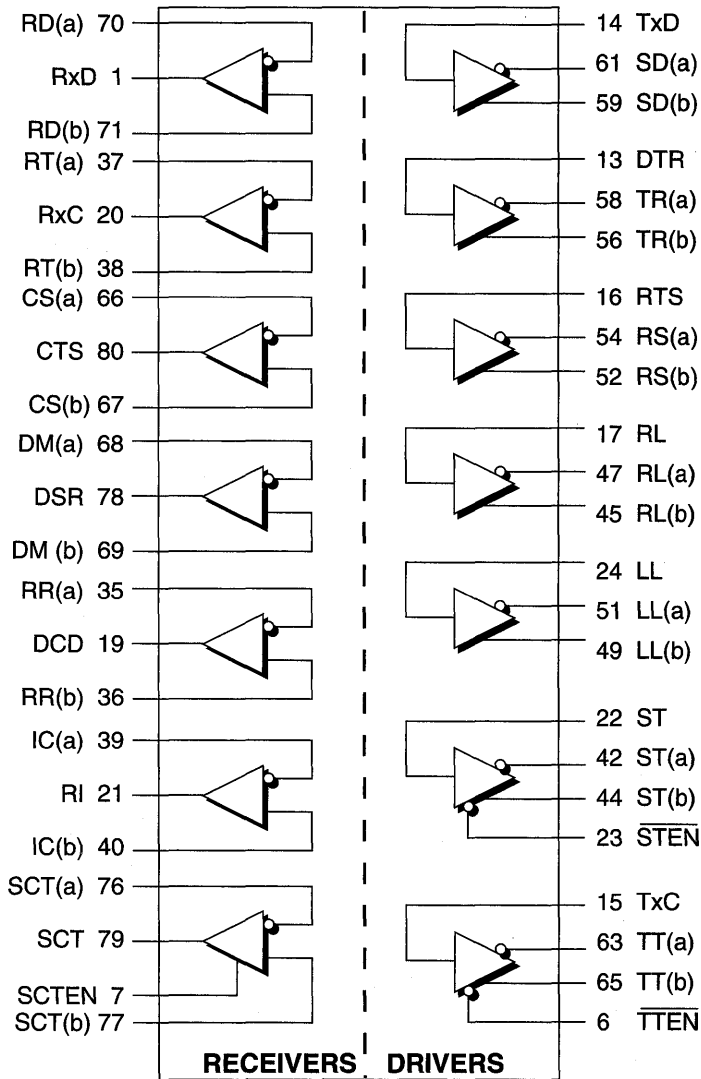 RD(a) 70
RxD 1
RD(b) 71
RT(a) 37
RxC 20
RT(b) 38
CS(a) 66
CTS 80
CS(b) 67
DM(a) 68
DSR 78
DM (b) 69
RR(a) 35
DCD 19
RR(b) 36
IC(a) 39
RI 21
IC(b) 40
SCT(a) 76
SCT 79
SCTEN 7
SCT(b) 77
14 TxD
61 SD(a)
59 SD(b)
13 DTR
58 TR(a)
56 TR(b)
16 RTS
54 RS(a)
52 RS(b)
17 RL
47 RL(a)
45 RL(b)
24 LL
51 LL(a)
49 LL(b)
22 ST
42 ST(a)
44 ST(b)
23 S̅T̅E̅N̅
15 TxC
63 TT(a)
65 TT(b)
6 T̅T̅E̅N̅
RECEIVERS DRIVERS